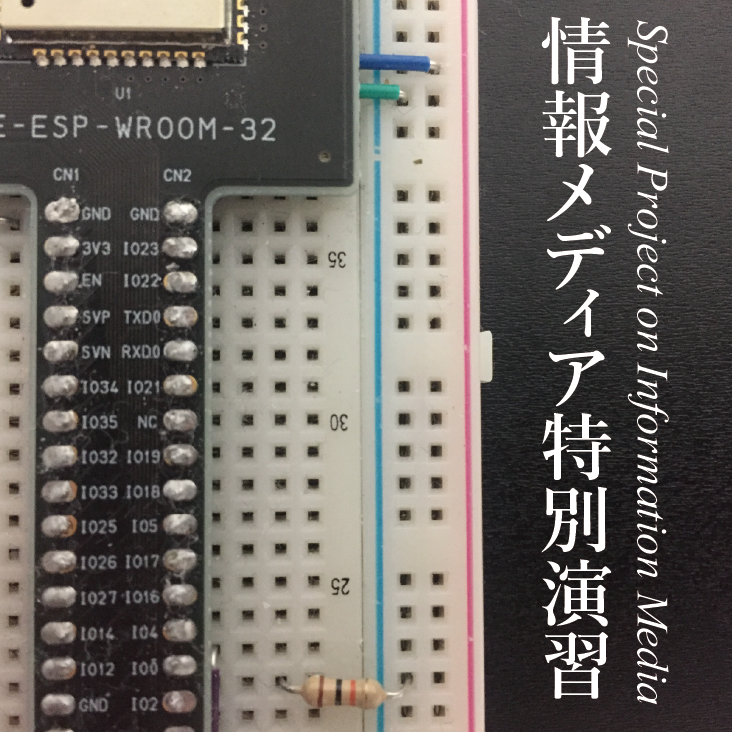 情報メディア特別演習
Special Project on Information Media
U1
E-ESP-WROOM-32
CN1 CN2
GND GND
3V3 IO23
EN IO22
SVP TXD0
SVN RXD0
IO34 IO21
IO35 NC
IO32 IO19
IO33 IO18
IO25 IO5
IO26 IO17
IO27 IO16
IO14 IO4
IO12 IO0
GND IO2
35
30
25